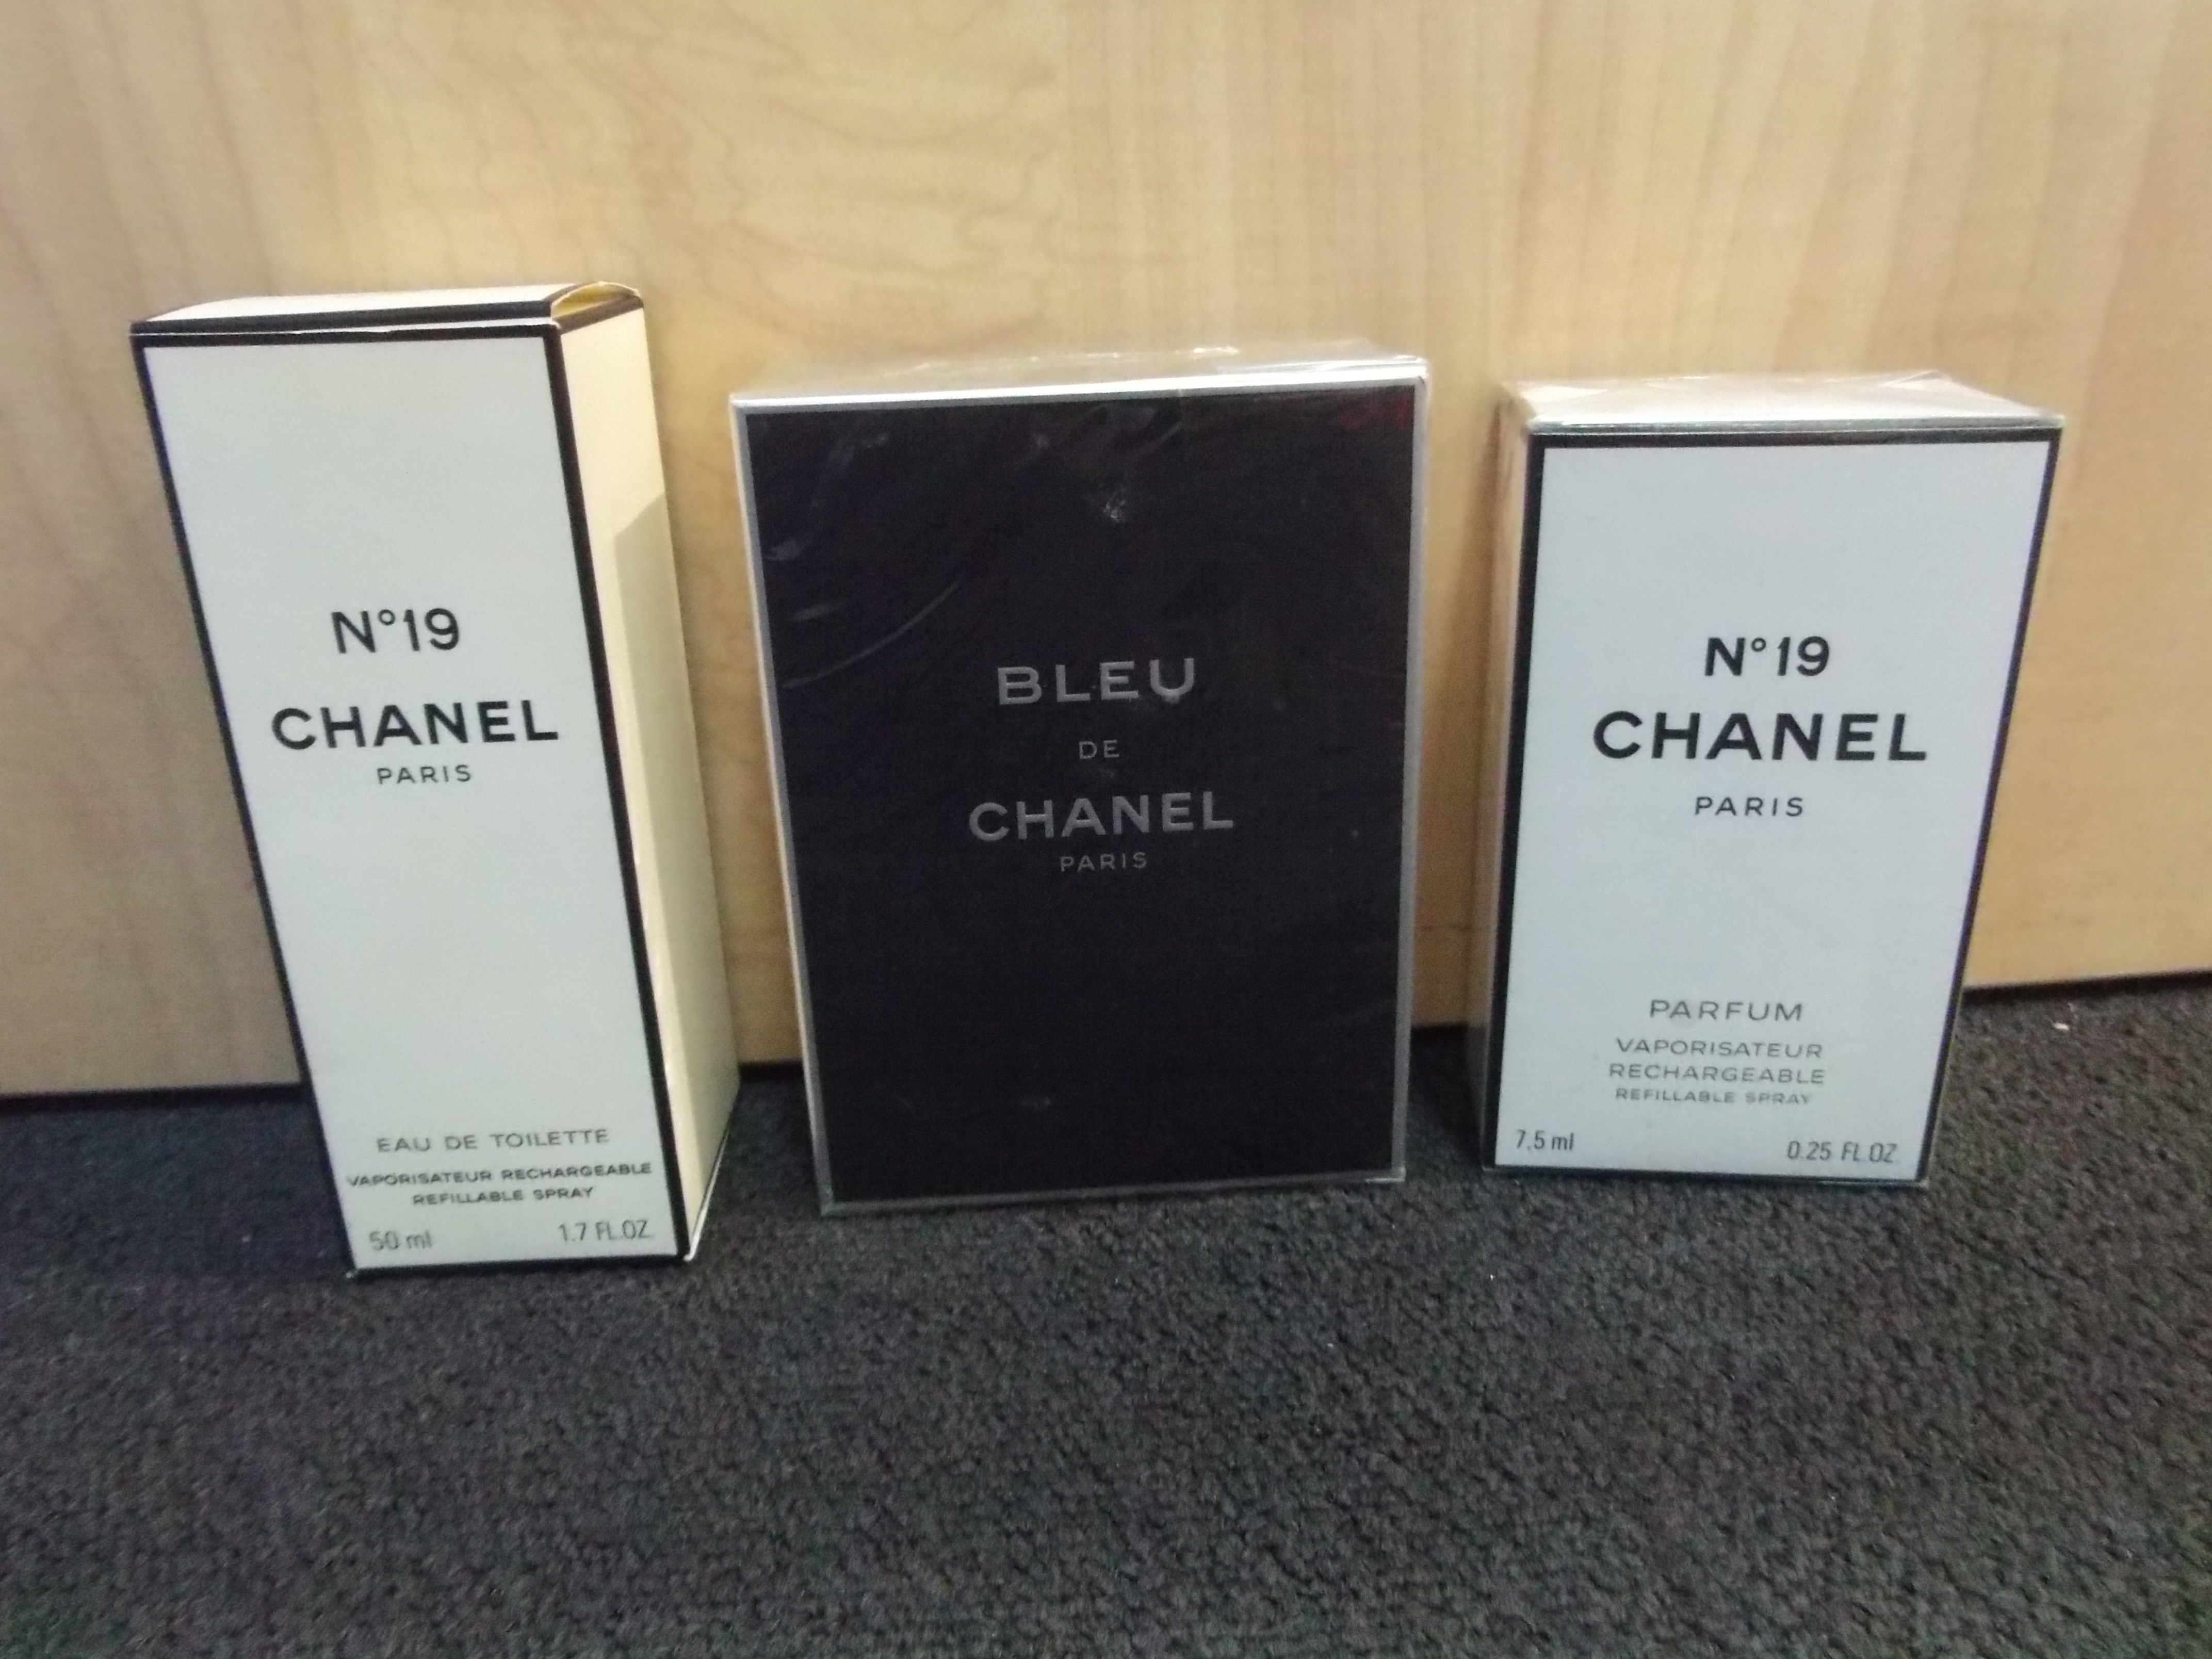 N°19
CHANEL
PARIS
EAU DE TOILETTE
VAPORISATEUR RECHARGEABLE
REFILLABLE SPRAY
50 ml 1.7 FL.OZ.
BLEU
DE
CHANEL
PARIS
N°19
CHANEL
PARIS
PARFUM
VAPORISATEUR
RECHARGEABLE
REFILLABLE SPRAY
7,5 ml 0.25 FL.OZ.